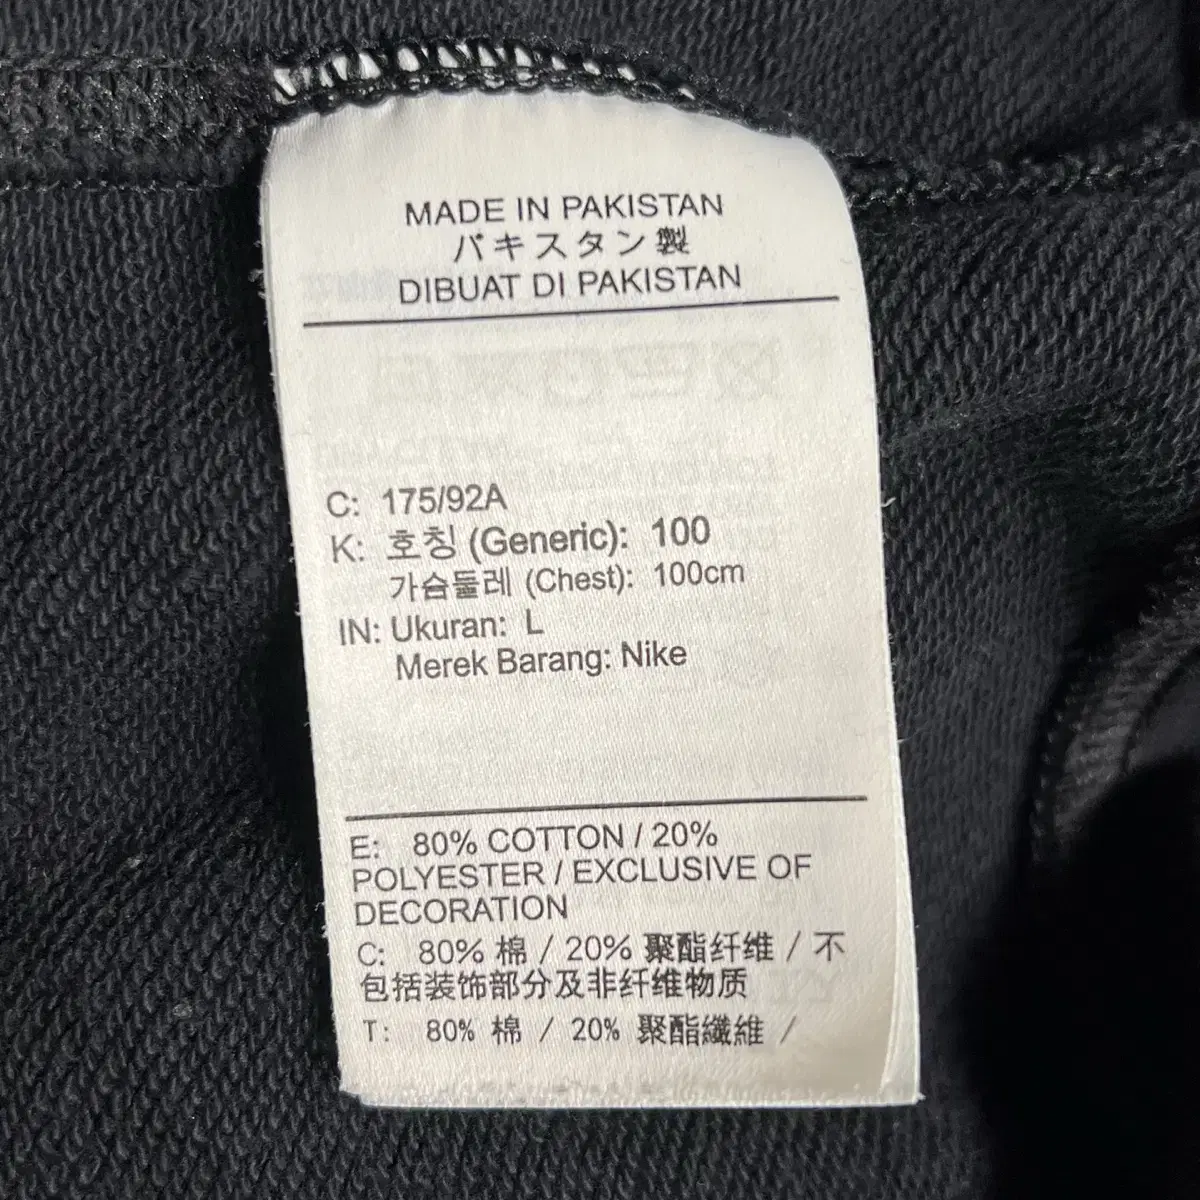 MADE IN PAKISTAN
パキスタン製
DIBUAT DI PAKISTAN
C: 175/92A
K: 호칭 (Generic): 100
가슴둘레 (Chest): 100cm
IN: Ukuran: L
Merek Barang: Nike
E: 80% COTTON / 20%
POLYESTER / EXCLUSIVE OF
DECORATION
C: 80% 棉 / 20% 聚酯纤维 / 不
包括装饰部分及非纤维物质
T: 80% 棉 / 20% 聚酯纖維 /